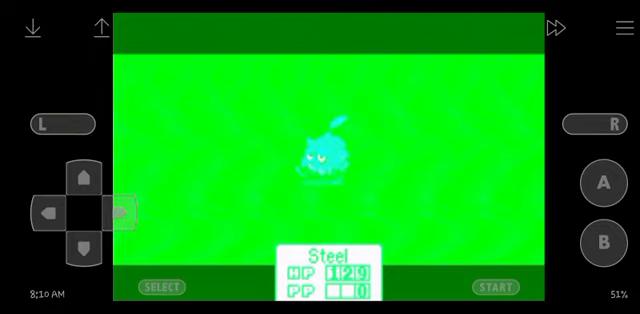 L
R
A
B
Steel
HP 129
PP 0
SELECT
START
8:10 AM
51%